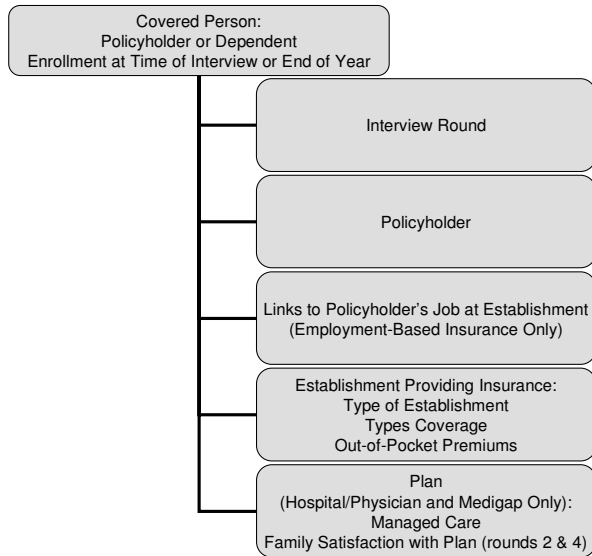 Covered Person:
Policyholder or Dependent
Enrollment at Time of Interview or End of Year
Interview Round
Policyholder
Links to Policyholder's Job at Establishment
(Employment-Based Insurance Only)
Establishment Providing Insurance:
Type of Establishment
Types Coverage
Out-of-Pocket Premiums
Plan
(Hospital/Physician and Medigap Only):
Managed Care
Family Satisfaction with Plan (rounds 2 & 4)